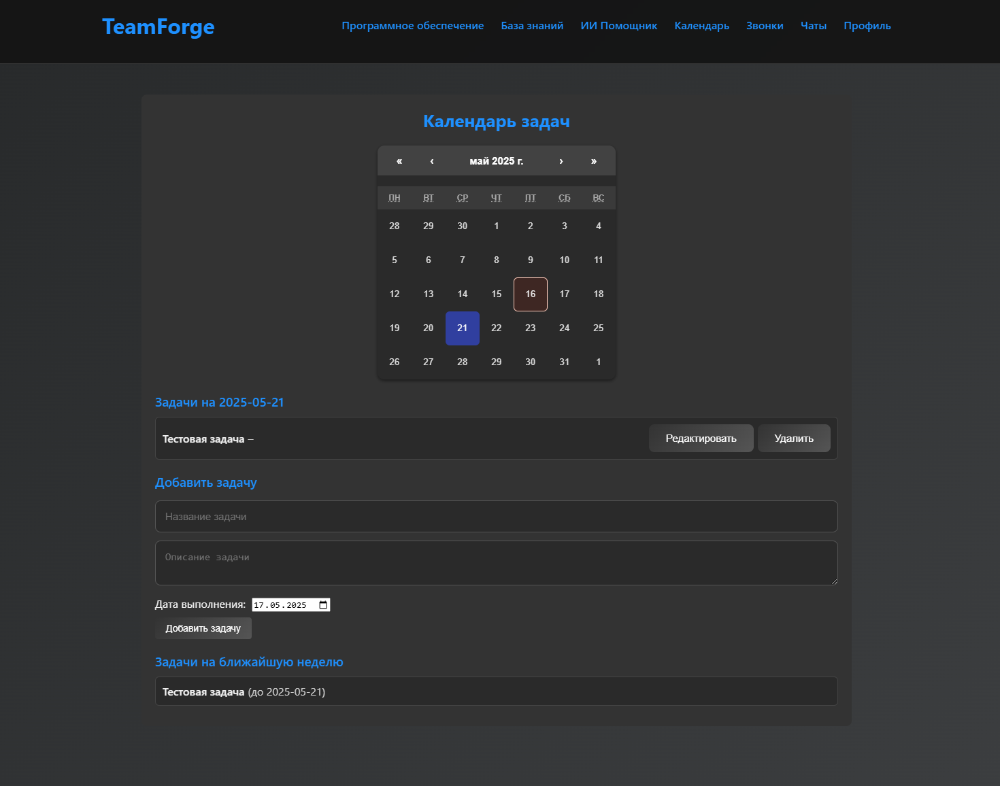 TeamForge
Программное обеспечение База знаний ИИ Помощник Календарь Звонки Чаты Профиль
Календарь задач
« ‹ май 2025 г. › »
ПН ВТ СР ЧТ ПТ СБ ВС
28 29 30 1 2 3 4
5 6 7 8 9 10 11
12 13 14 15 16 17 18
19 20 21 22 23 24 25
26 27 28 29 30 31 1
Задачи на 2025-05-21
Тестовая задача – Редактировать Удалить
Добавить задачу
Название задачи
Описание задачи
Дата выполнения: 17.05.2025
Добавить задачу
Задачи на ближайшую неделю
Тестовая задача (до 2025-05-21)